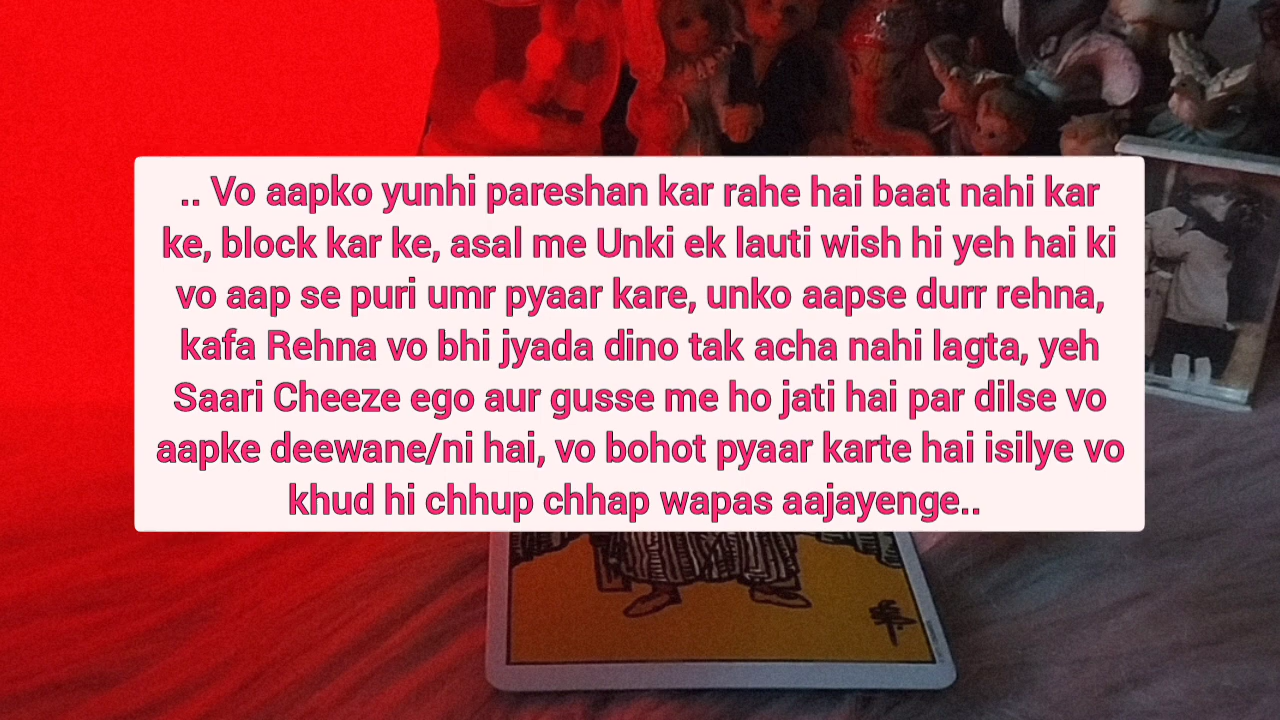 .. Vo aapko yunhi pareshan kar rahe hai baat nahi kar
ke, block kar ke, asal me Unki ek lauti wish hi yeh hai ki
vo aap se puri umr pyaar kare, unko aapse durr rehna,
kafa Rehna vo bhi jyada dino tak acha nahi lagta, yeh
Saari Cheeze ego aur gusse me ho jati hai par dilse vo
aapke deewane/ni hai, vo bohot pyaar karte hai isilye vo
khud hi chhup chhap wapas aajayenge..